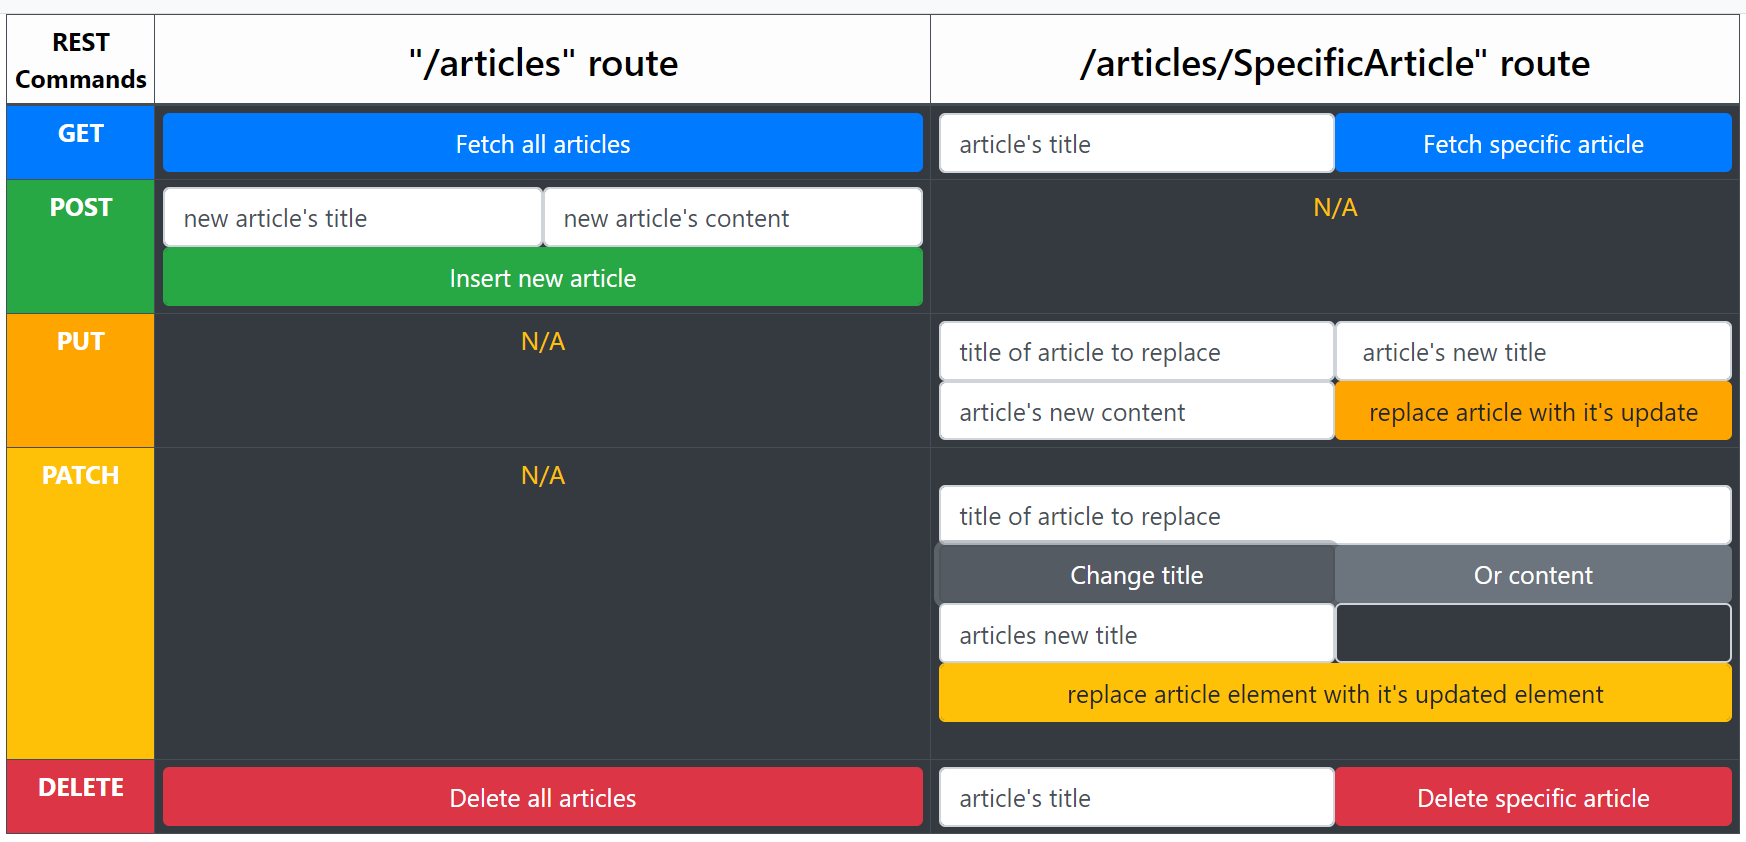 REST
Commands
"/articles" route
/articles/SpecificArticle" route
GET
Fetch all articles
article's title
Fetch specific article
POST
new article's title
new article's content
Insert new article
N/A
PUT
N/A
title of article to replace
article's new title
article's new content
replace article with it's update
PATCH
N/A
title of article to replace
Change title
Or content
articles new title
replace article element with it's updated element
DELETE
Delete all articles
article's title
Delete specific article